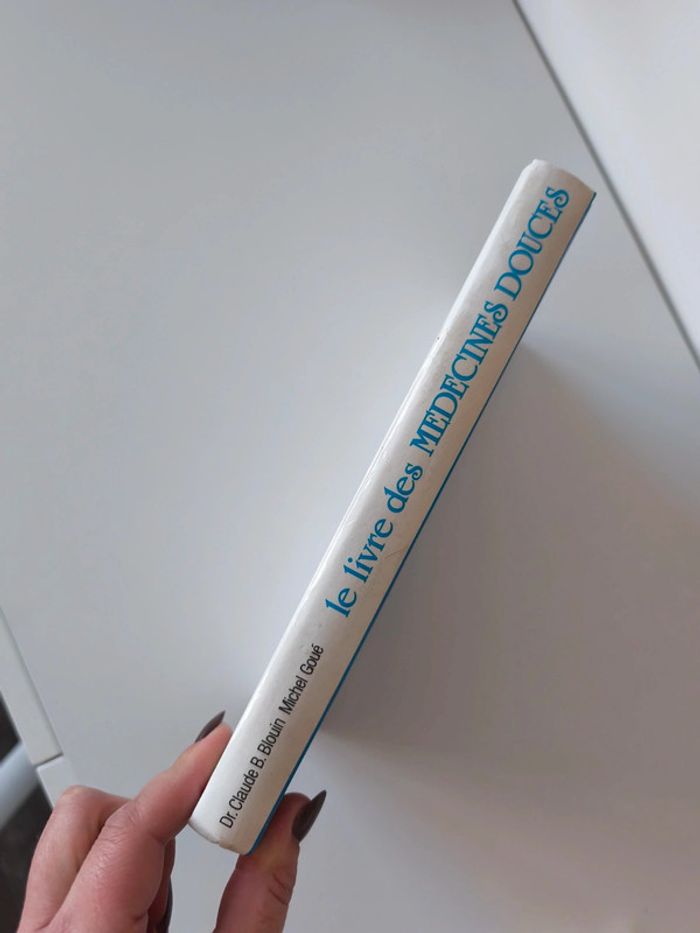 Dr. Claude B. Blouin Michel Goué
le livre des MEDECINES DOUCES